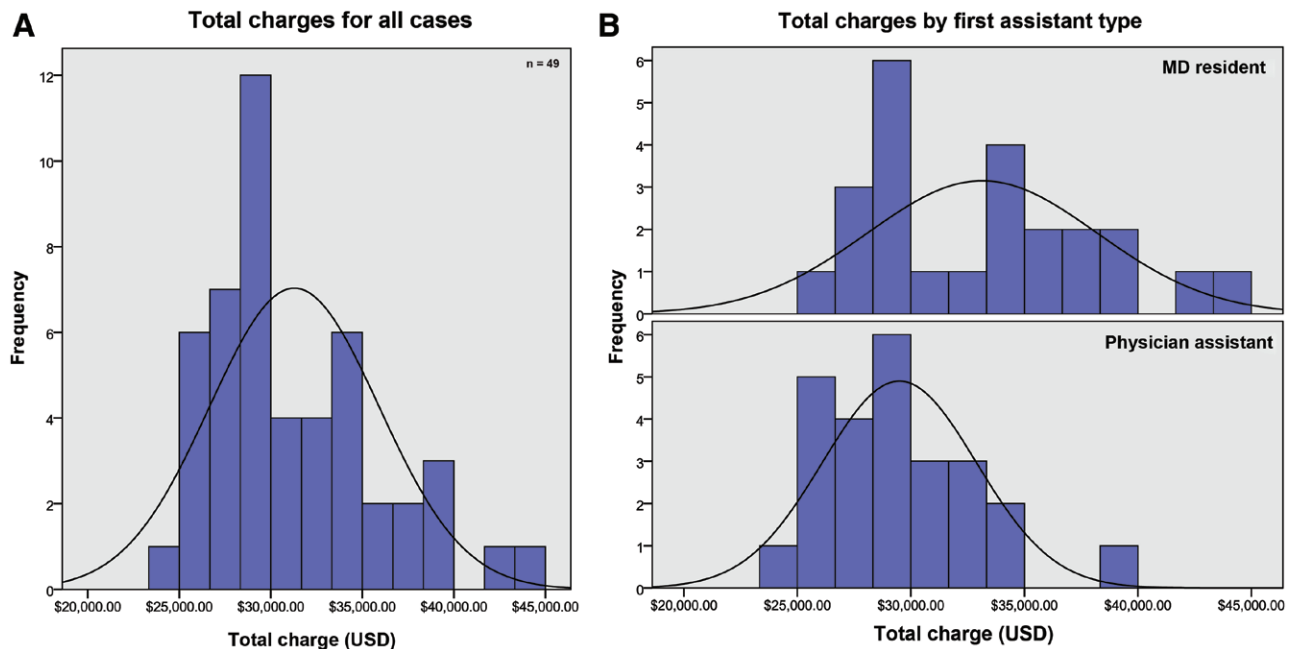 A
Total charges for all cases
n = 49
12
10
8
6
4
2
0
Frequency
$20,000.00 $25,000.00 $30,000.00 $35,000.00 $40,000.00 $45,000.00
Total charge (USD)
B
Total charges by first assistant type
MD resident
6
5
4
3
2
1
0
Physician assistant
6
5
4
3
2
1
0
Frequency
$20,000.00 $25,000.00 $30,000.00 $35,000.00 $40,000.00 $45,000.00
Total charge (USD)